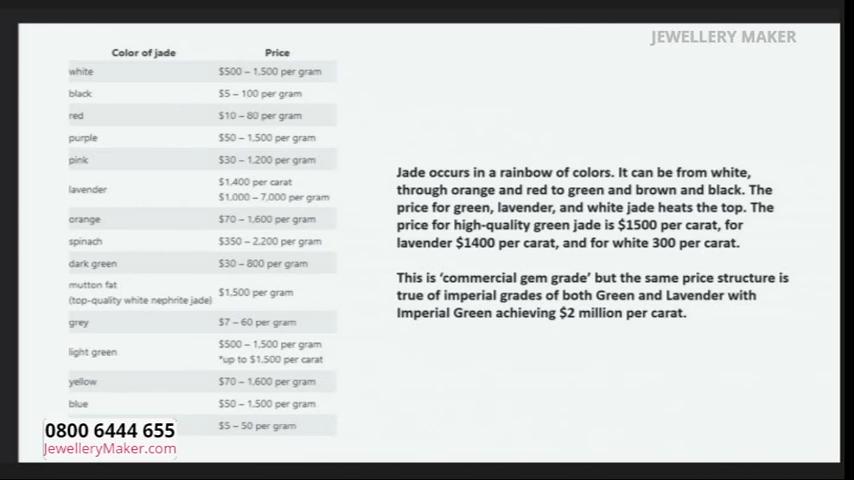 JEWELLERY MAKER
Color of jade Price
white $500 – 1,500 per gram
black $5 – 100 per gram
red $10 – 80 per gram
purple $50 – 1,500 per gram
pink $30 – 1,200 per gram
lavender $1,400 per carat
$1,000 – 7,000 per gram
orange $70 – 1,600 per gram
spinach $350 – 2,200 per gram
dark green $30 – 800 per gram
mutton fat
(top-quality white nephrite jade) $1,500 per gram
grey $7 – 60 per gram
light green $500 – 1,500 per gram
*up to $1,500 per carat
yellow $70 – 1,600 per gram
blue $50 – 1,500 per gram
$5 – 50 per gram
Jade occurs in a rainbow of colors. It can be from white,
through orange and red to green and brown and black. The
price for green, lavender, and white jade heats the top. The
price for high-quality green jade is $1500 per carat, for
lavender $1400 per carat, and for white 300 per carat.
This is ‘commercial gem grade’ but the same price structure is
true of imperial grades of both Green and Lavender with
Imperial Green achieving $2 million per carat.
0800 6444 655
JewelleryMaker.com